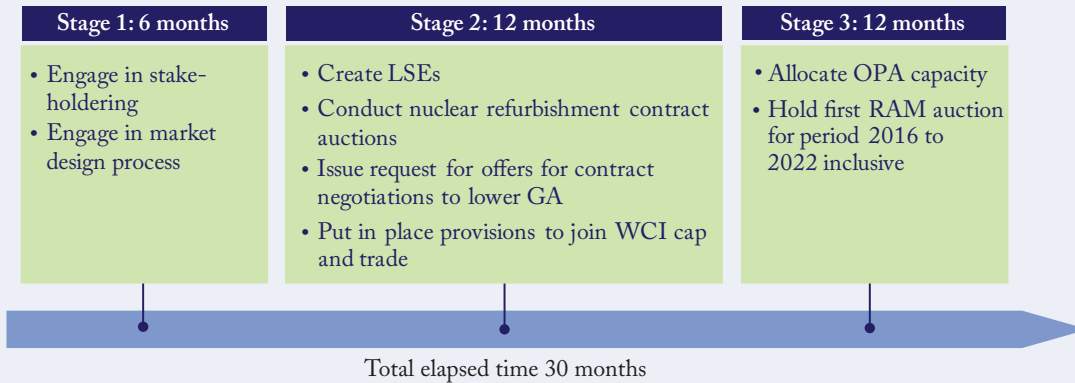 Stage 1: 6 months
• Engage in stake-
holdering
• Engage in market
design process
Stage 2: 12 months
• Create LSEs
• Conduct nuclear refurbishment contract
auctions
• Issue request for offers for contract
negotiations to lower GA
• Put in place provisions to join WCI cap
and trade
Stage 3: 12 months
• Allocate OPA capacity
• Hold first RAM auction
for period 2016 to
2022 inclusive
Total elapsed time 30 months